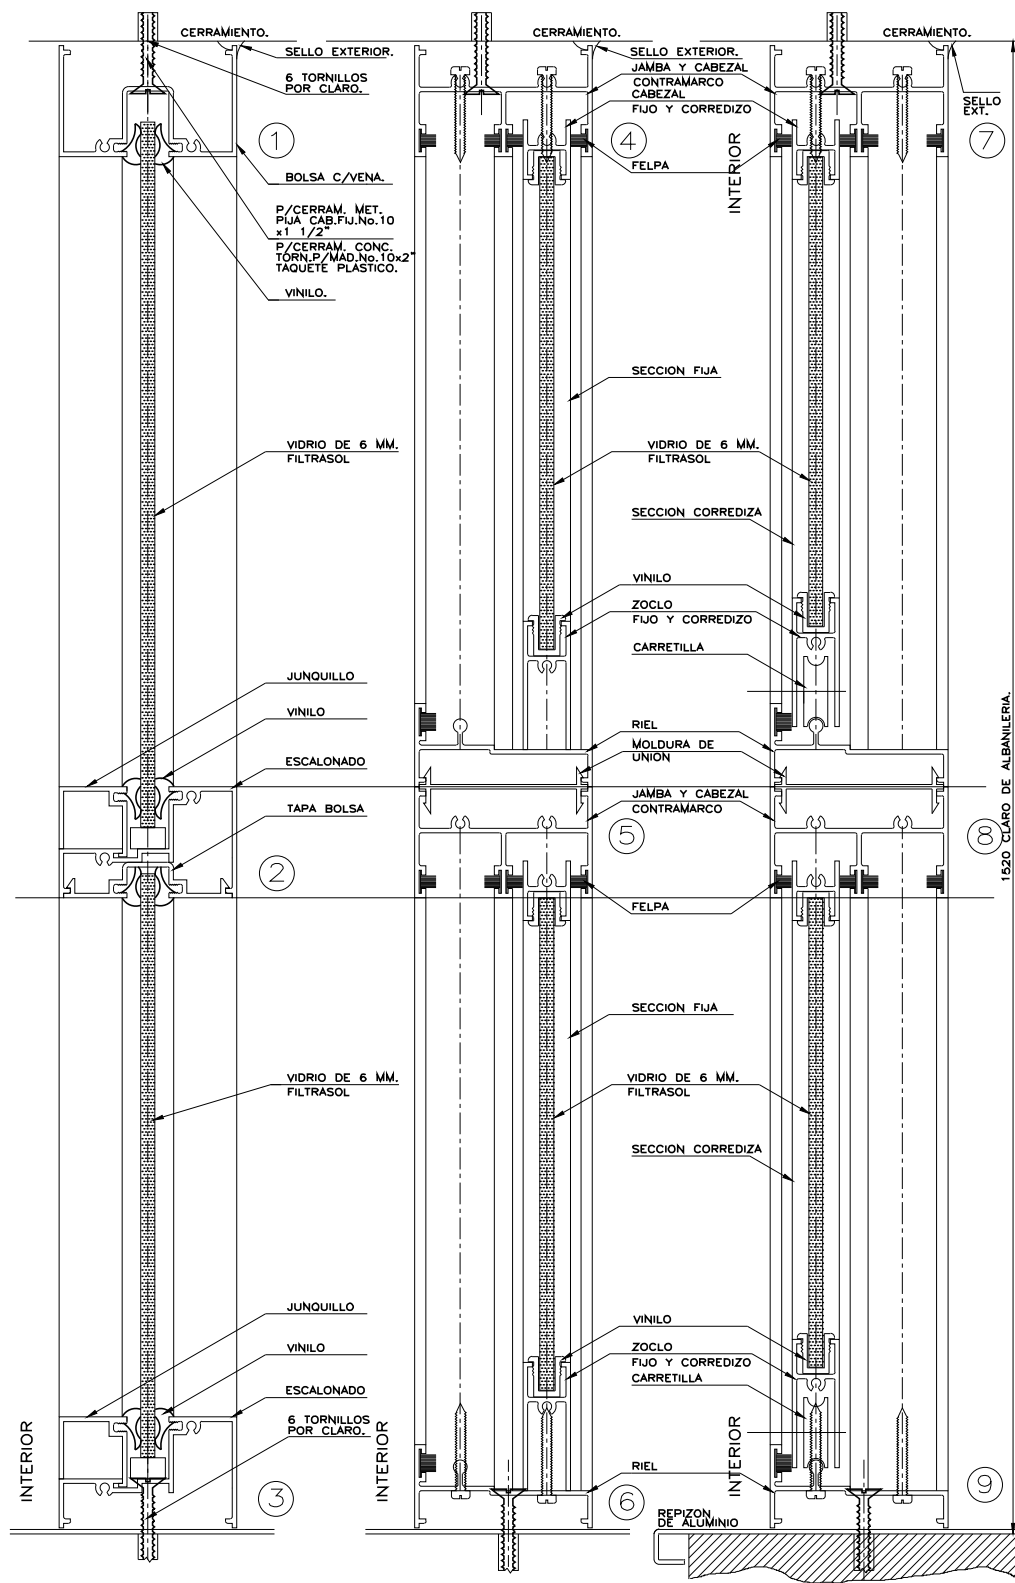 CERRAMIENTO.
SELLO EXTERIOR.
6 TORNILLOS
POR CLARO.
1
BOLSA C/VENA.
P/CERRAM. MET.
PIJA CAB.FIJ.No.10
x1 1/2"
P/CERRAM. CONC.
TORN.P/MAD.No.10x2"
TAQUETE PLASTICO.
VINILO.
VIDRIO DE 6 MM.
FILTRASOL
JUNQUILLO
VINILO
ESCALONADO
TAPA BOLSA
2
VIDRIO DE 6 MM.
FILTRASOL
JUNQUILLO
VINILO
ESCALONADO
6 TORNILLOS
POR CLARO.
INTERIOR
3
CERRAMIENTO.
SELLO EXTERIOR.
JAMBA Y CABEZAL
CONTRAMARCO
CABEZAL
FIJO Y CORREDIZO
4
FELPA
SECCION FIJA
VIDRIO DE 6 MM.
FILTRASOL
SECCION CORREDIZA
VINILO
ZOCLO
FIJO Y CORREDIZO
CARRETILLA
RIEL
MOLDURA DE
UNION
JAMBA Y CABEZAL
CONTRAMARCO
5
FELPA
SECCION FIJA
VIDRIO DE 6 MM.
FILTRASOL
SECCION CORREDIZA
VINILO
ZOCLO
FIJO Y CORREDIZO
CARRETILLA
INTERIOR
RIEL
6
REPIZON
DE ALUMINIO
CERRAMIENTO.
SELLO
EXT.
7
INTERIOR
8
1520 CLARO DE ALBANILERIA.
INTERIOR
9